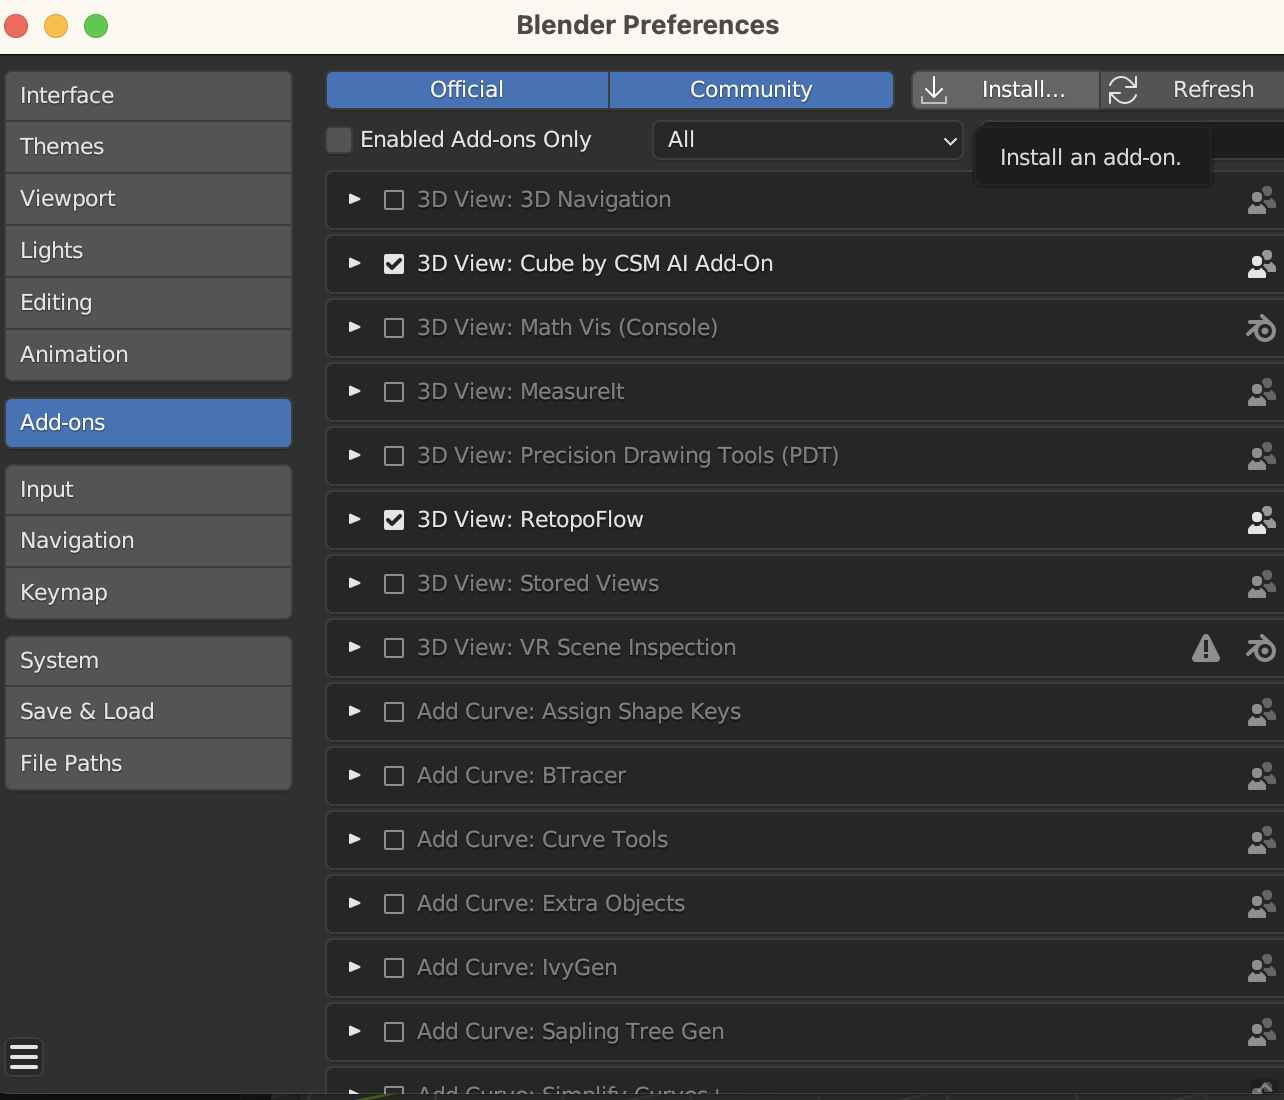 Blender Preferences
Interface
Themes
Viewport
Lights
Editing
Animation
Add-ons
Input
Navigation
Keymap
System
Save & Load
File Paths
Official
Community
Install...
Refresh
Enabled Add-ons Only
All
Install an add-on.
3D View: 3D Navigation
3D View: Cube by CSM AI Add-On
3D View: Math Vis (Console)
3D View: MeasureIt
3D View: Precision Drawing Tools (PDT)
3D View: RetopoFlow
3D View: Stored Views
3D View: VR Scene Inspection
Add Curve: Assign Shape Keys
Add Curve: BTracer
Add Curve: Curve Tools
Add Curve: Extra Objects
Add Curve: IvyGen
Add Curve: Sapling Tree Gen
Add Curve: Simplify Curves+